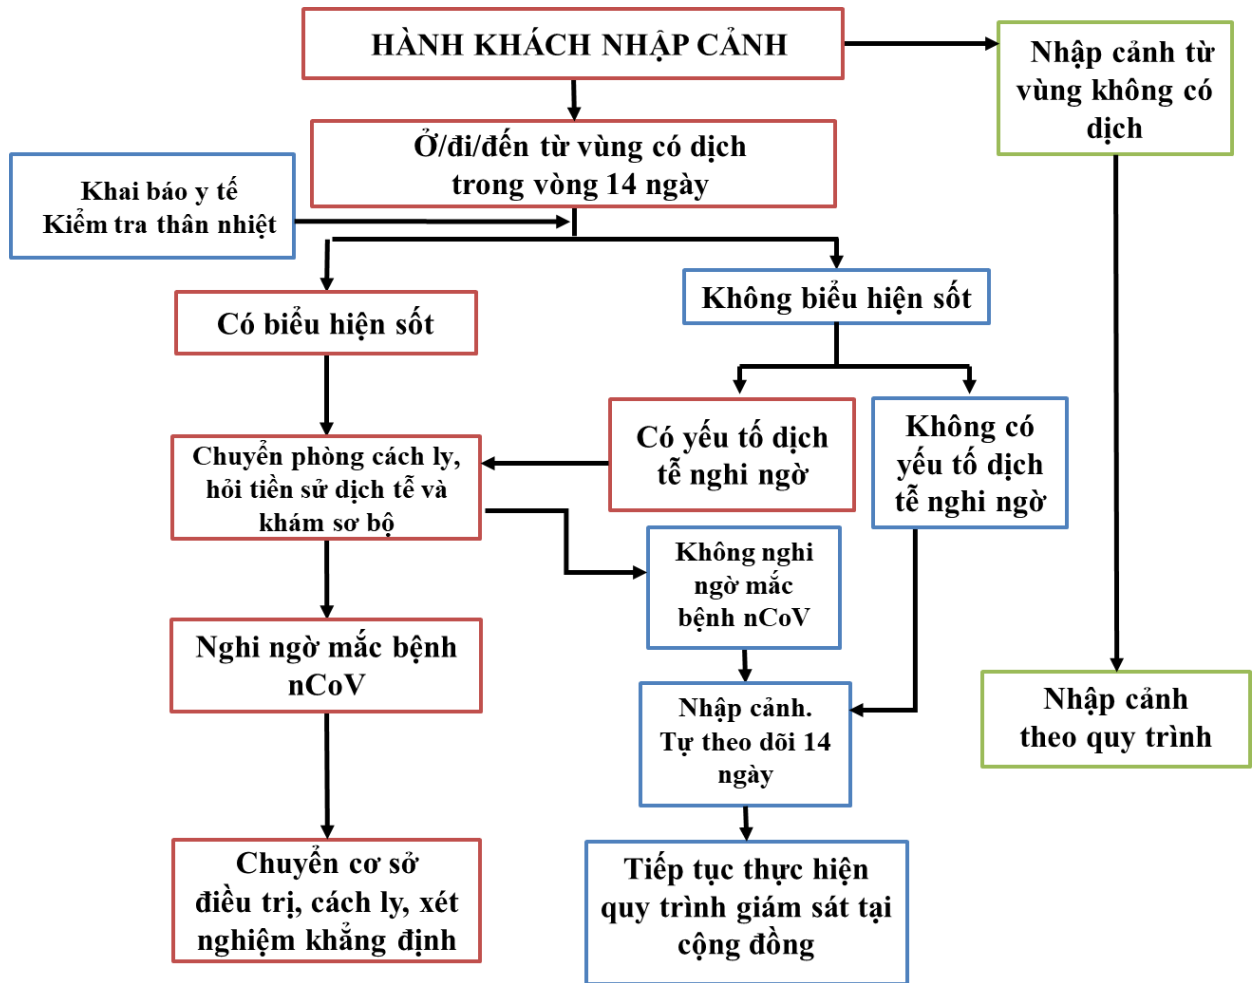 HÀNH KHÁCH NHẬP CẢNH
Nhập cảnh từ
vùng không có
dịch
Ở/đi/đến từ vùng có dịch
trong vòng 14 ngày
Khai báo y tế
Kiểm tra thân nhiệt
Có biểu hiện sốt
Không biểu hiện sốt
Có yếu tố dịch
tễ nghi ngờ
Không có
yếu tố dịch
tễ nghi ngờ
Chuyển phòng cách ly,
hỏi tiền sử dịch tễ và
khám sơ bộ
Không nghi
ngờ mắc
bệnh nCoV
Nghi ngờ mắc bệnh
nCoV
Nhập cảnh.
Tự theo dõi 14
ngày
Nhập cảnh
theo quy trình
Chuyển cơ sở
điều trị, cách ly, xét
nghiệm khẳng định
Tiếp tục thực hiện
quy trình giám sát tại
cộng đồng